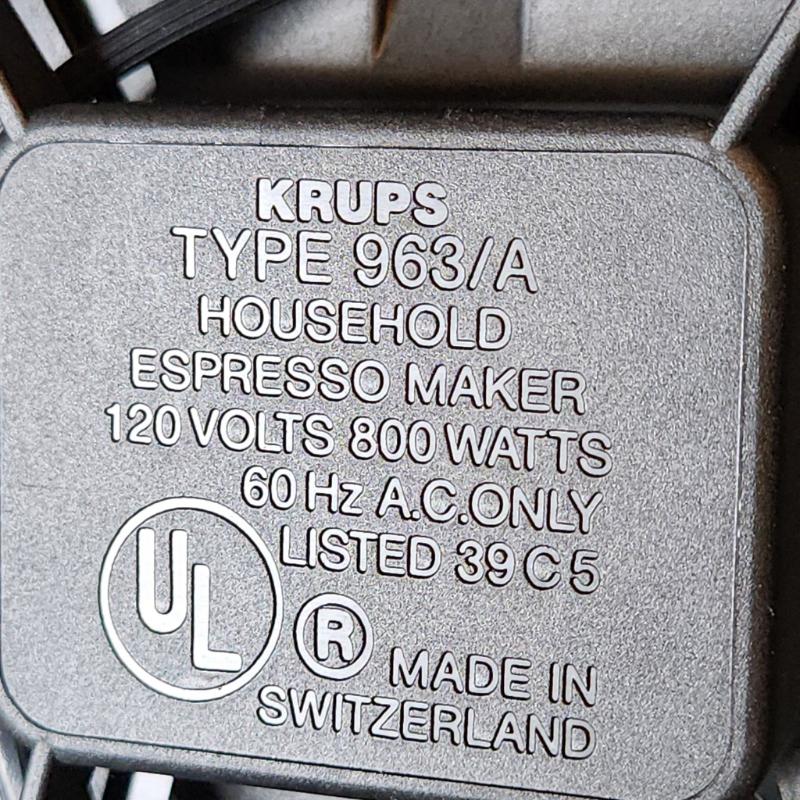 KRUPS
TYPE 963/A
HOUSEHOLD
ESPRESSO MAKER
120 VOLTS 800 WATTS
60 Hz A.C. ONLY
LISTED 39 C 5
UL
®
MADE IN
SWITZERLAND